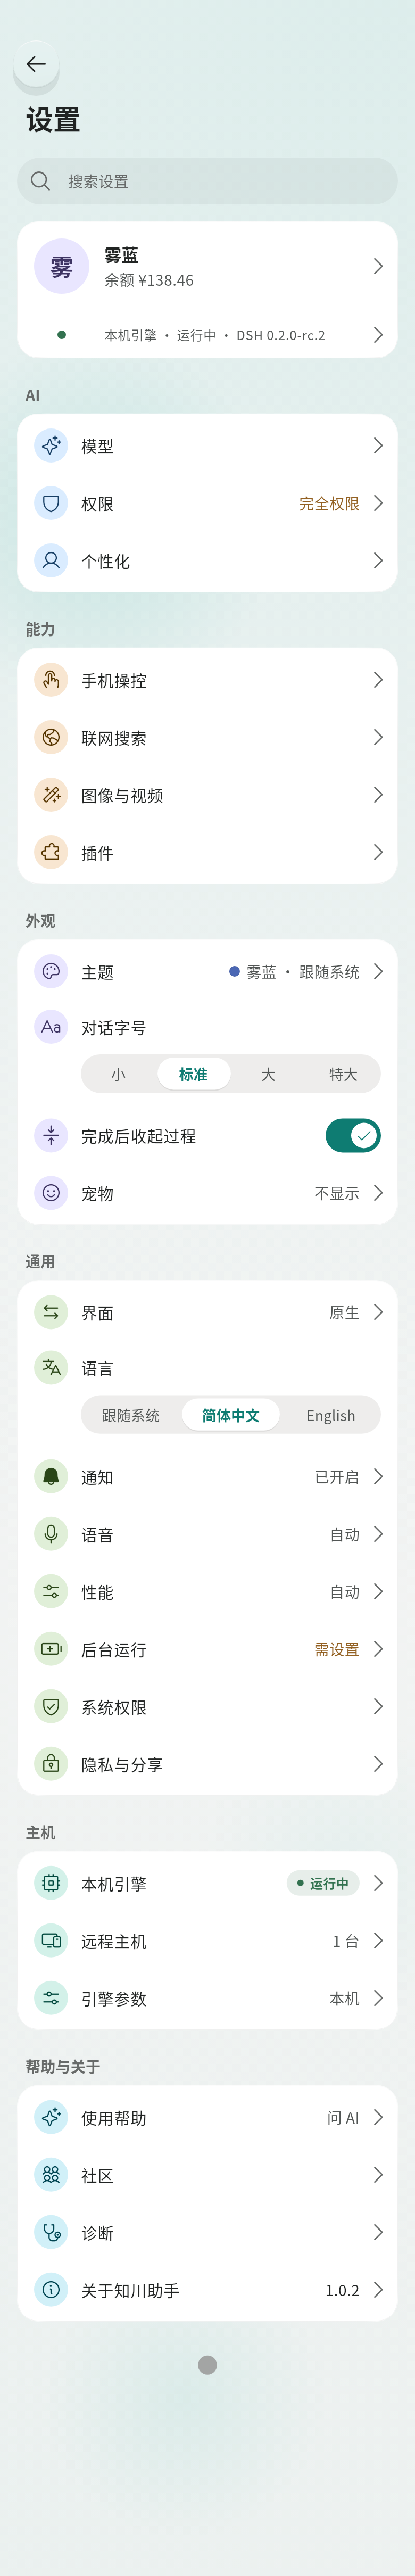 设置
搜索设置
雾
雾蓝
余额 ¥138.46
本机引擎 · 运行中 · DSH 0.2.0-rc.2
AI
模型
权限 完全权限
个性化
能力
手机操控
联网搜索
图像与视频
插件
外观
主题 雾蓝 · 跟随系统
Aa 对话字号
小 标准 大 特大
完成后收起过程
宠物 不显示
通用
界面 原生
语言
跟随系统 简体中文 English
通知 已开启
语音 自动
性能 自动
后台运行 需设置
系统权限
隐私与分享
主机
本机引擎 运行中
远程主机 1 台
引擎参数 本机
帮助与关于
使用帮助 问 AI
社区
诊断
关于知川助手 1.0.2